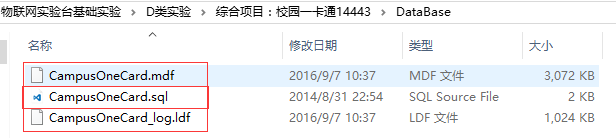 物联网实验台基础实验 > D类实验 > 综合项目：校园一卡通14443 > DataBase
名称 修改日期 类型 大小
CampusOneCard.mdf 2016/9/7 10:37 MDF 文件 3,072 KB
CampusOneCard.sql 2014/8/31 22:54 SQL Source File 2 KB
CampusOneCard_log.ldf 2016/9/7 10:37 LDF 文件 1,024 KB